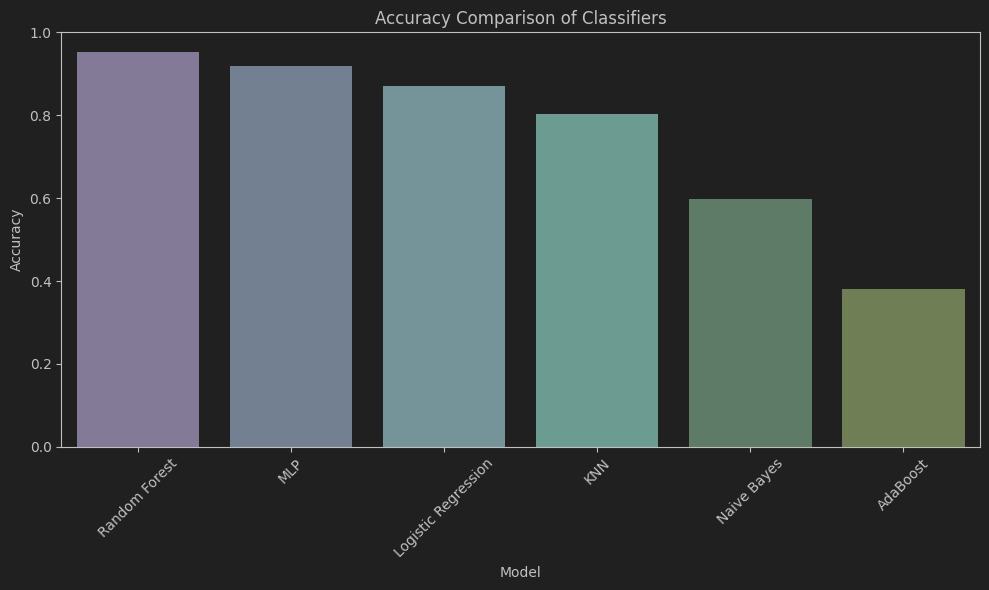 Accuracy Comparison of Classifiers
Accuracy
1.0
0.8
0.6
0.4
0.2
0.0
Random Forest
MLP
Logistic Regression
KNN
Naive Bayes
AdaBoost
Model